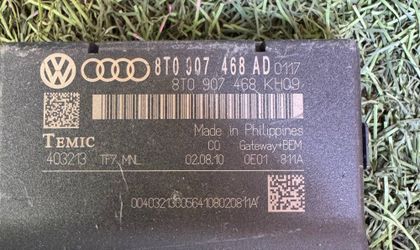 8T0 907 468 AD 0117
8T0 907 468 KH09
TEMIC
Made in Philippines
CO Gateway+BEM
403213 TF7 MNL 02.08.10 0E01 811A
0040321300564108020811A